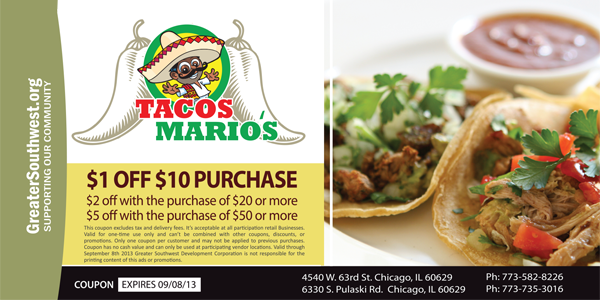 GreaterSouthwest.org
SUPPORTING OUR COMMUNITY
TACOS
MARIO'S
$1 OFF $10 PURCHASE
$2 off with the purchase of $20 or more
$5 off with the purchase of $50 or more
This coupon excludes tax and delivery fees. It's acceptable at all participation retail Businesses.
Valid for one-time use only and can't be combined with other coupons, discounts, or
promotions. Only one coupon per customer and may not be applied to previous purchases.
Coupon has no cash value and can only be used at participating vendor locations. Valid through
September 8th 2013 Greater Southwest Development Corporation is not responsible for the
printing content of this ads or promotions.
COUPON EXPIRES 09/08/13
4540 W. 63rd St. Chicago, IL 60629 Ph: 773-582-8226
6330 S. Pulaski Rd. Chicago, IL 60629 Ph: 773-735-3016